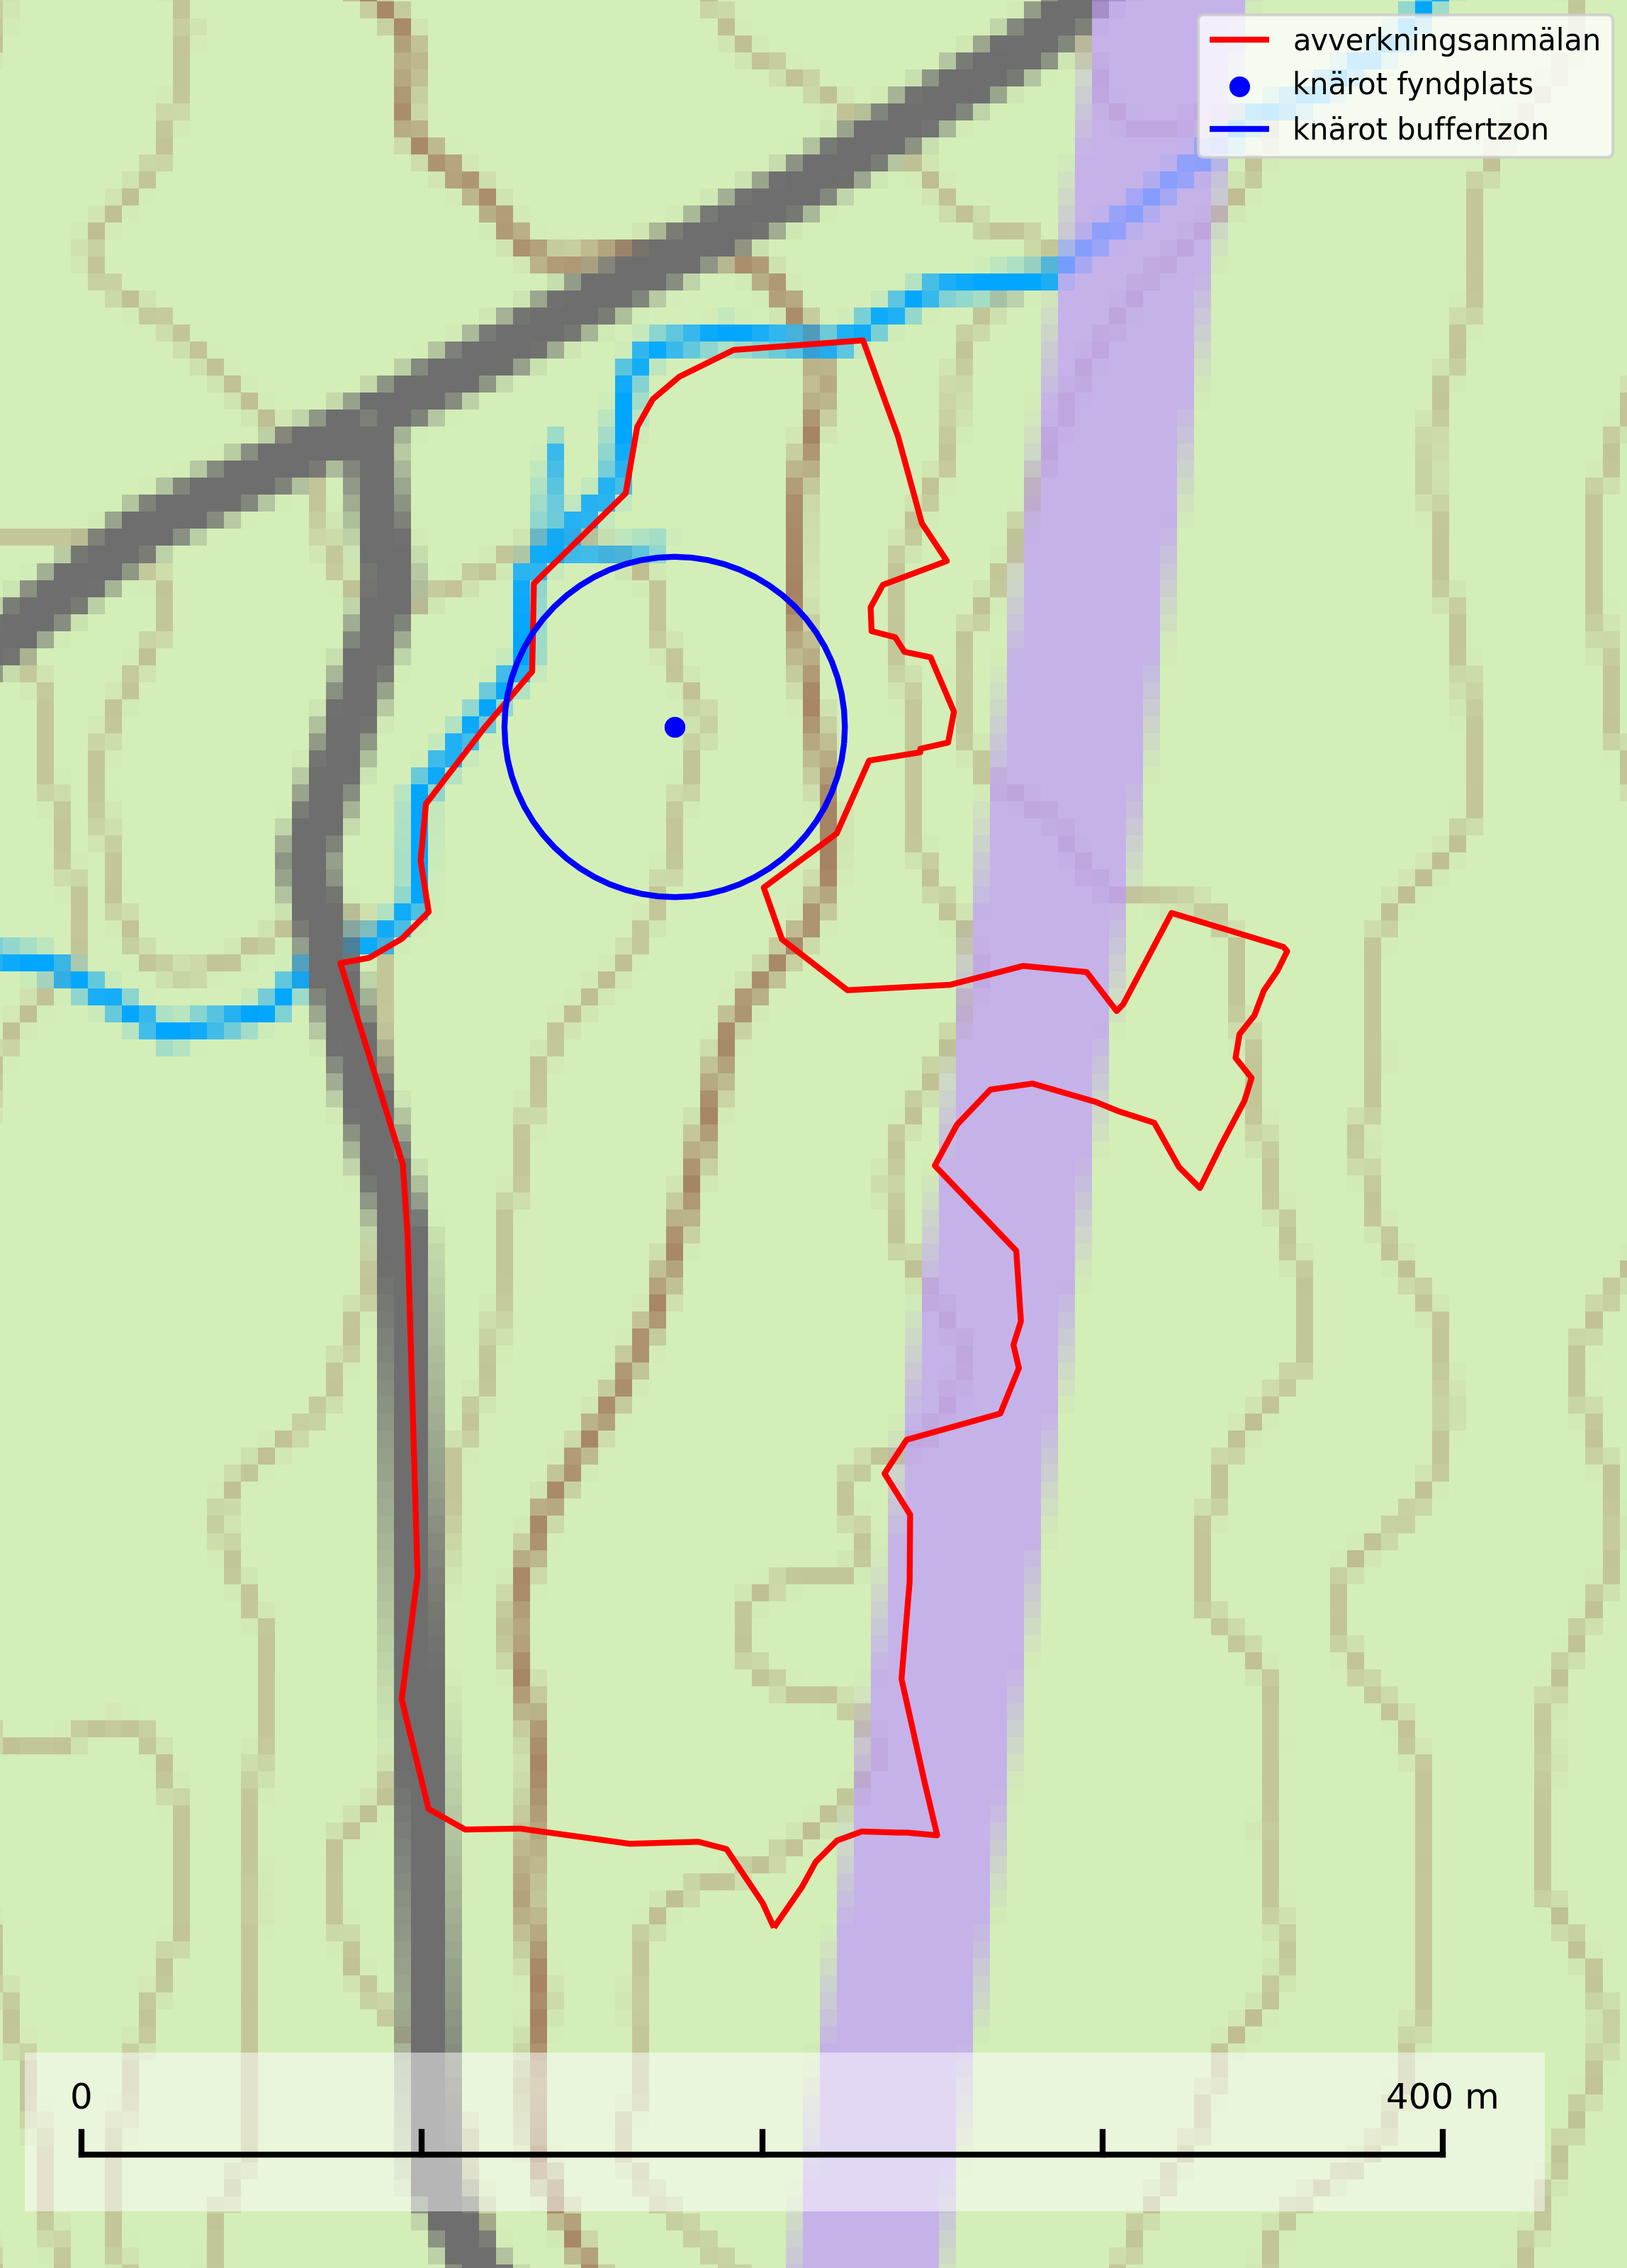 avverkningsanmälan
knärot fyndplats
knärot buffertzon
0
400 m